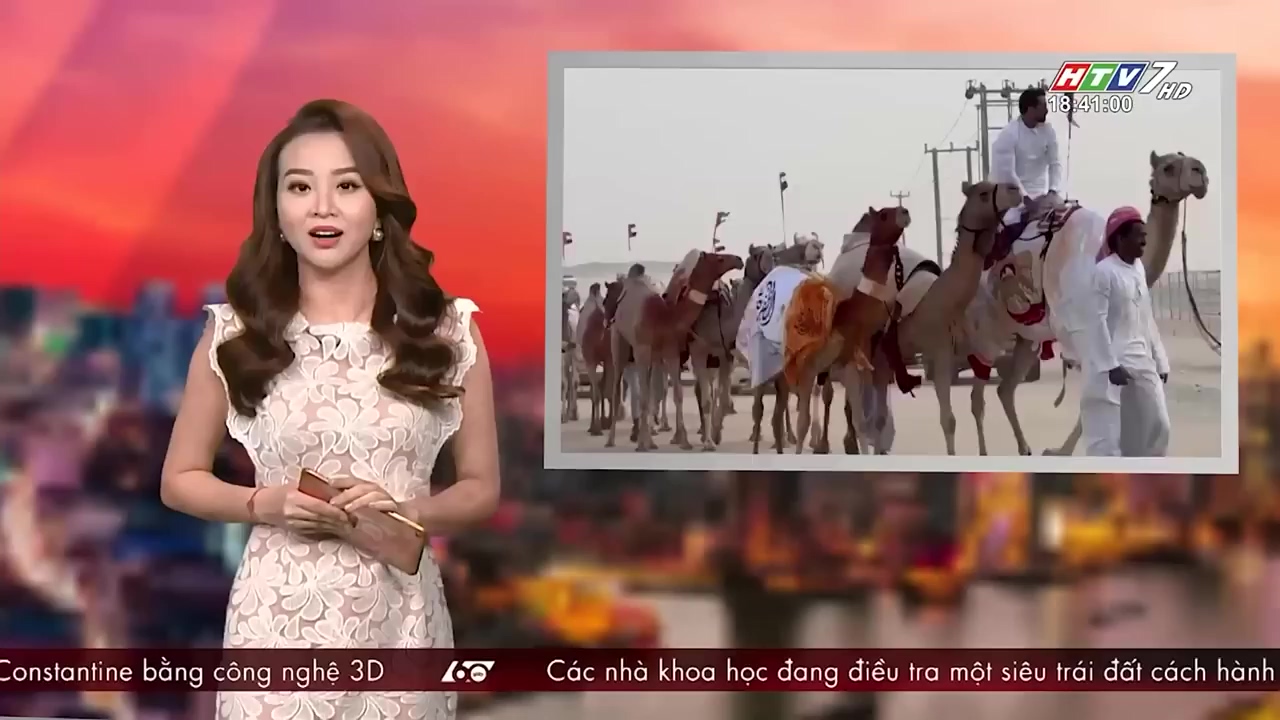 HTV7 HD
18:41:00
Constantine bằng công nghệ 3D
60 giây
Các nhà khoa học đang điều tra một siêu trái đất cách hành